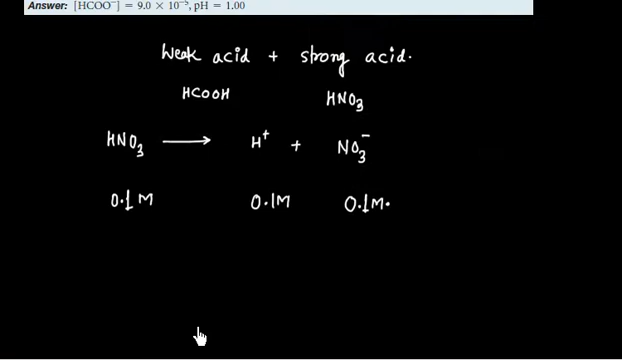 Answer: [HCOO⁻] = 9.0 × 10⁻⁵, pH = 1.00
Weak acid + strong acid.
HCOOH HNO₃
HNO₃ ⟶ H⁺ + NO₃⁻
0.1 M 0.1M 0.1M.